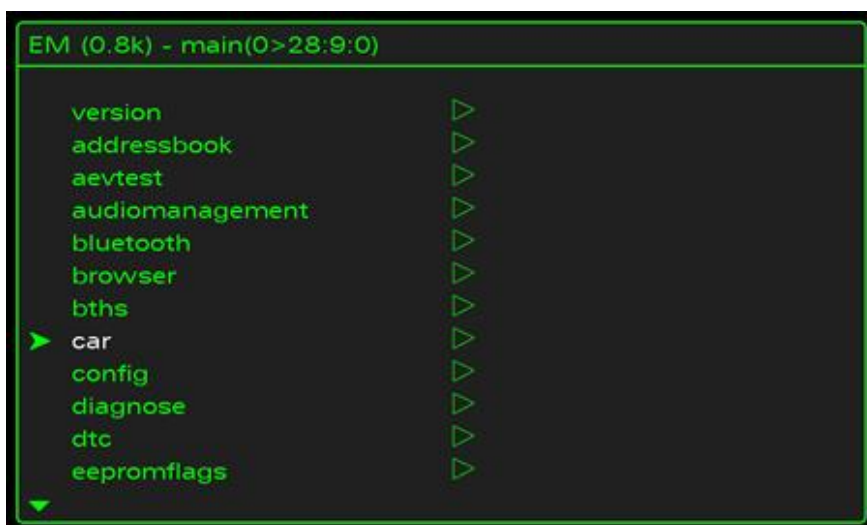 EM (0.8k) - main(0>28:9:0)
version
addressbook
aevtest
audiomanagement
bluetooth
browser
bths
car
config
diagnose
dtc
eepromflags